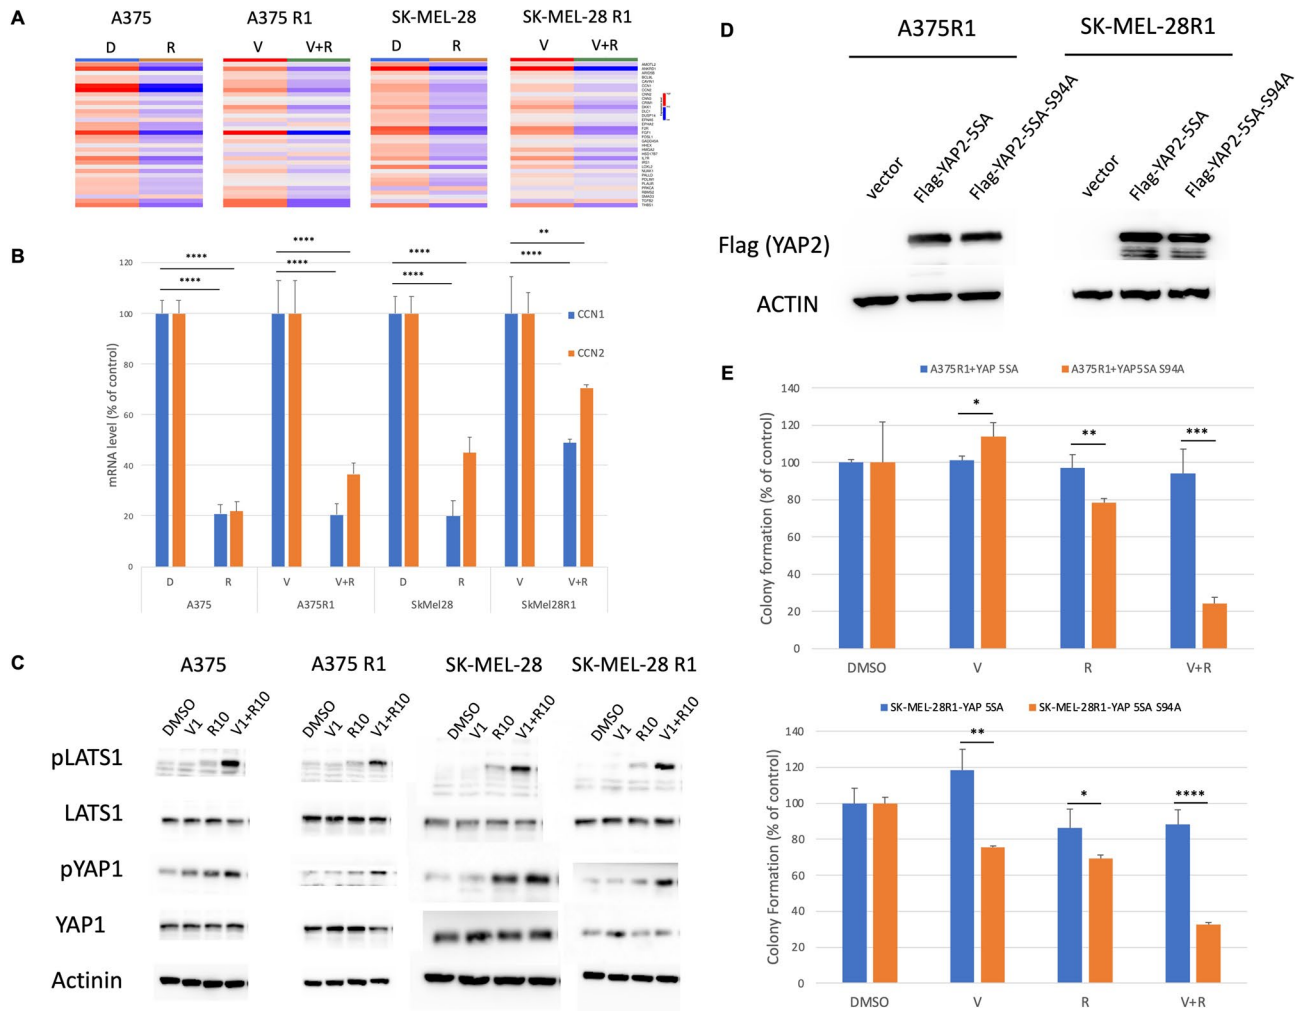 A
A375
A375 R1
SK-MEL-28
SK-MEL-28 R1
D
R
V
V+R
D
R
V
V+R
B
****
****
****
****
****
****
**
****
mRNA level (% of control)
120
100
80
60
40
20
0
CCN1
CCN2
D
R
V
V+R
D
R
V
V+R
A375
A375R1
SkMel28
SkMel28R1
C
A375
A375 R1
SK-MEL-28
SK-MEL-28 R1
DMSO
V1
R10
V1+R10
DMSO
V1
R10
V1+R10
DMSO
V1
R10
V1+R10
DMSO
V1
R10
V1+R10
pLATS1
LATS1
pYAP1
YAP1
Actinin
D
A375R1
SK-MEL-28R1
vector
Flag-YAP2-5SA
Flag-YAP2-5SA-S94A
vector
Flag-YAP2-5SA
Flag-YAP2-5SA-S94A
Flag (YAP2)
ACTIN
E
A375R1+YAP 5SA
A375R1+YAP5SA S94A
Colony formation (% of control)
140
120
100
80
60
40
20
0
*
**
***
DMSO
V
R
V+R
SK-MEL-28R1-YAP 5SA
SK-MEL-28R1-YAP 5SA S94A
Colony Formation (% of control)
140
120
100
80
60
40
20
0
**
*
****
DMSO
V
R
V+R